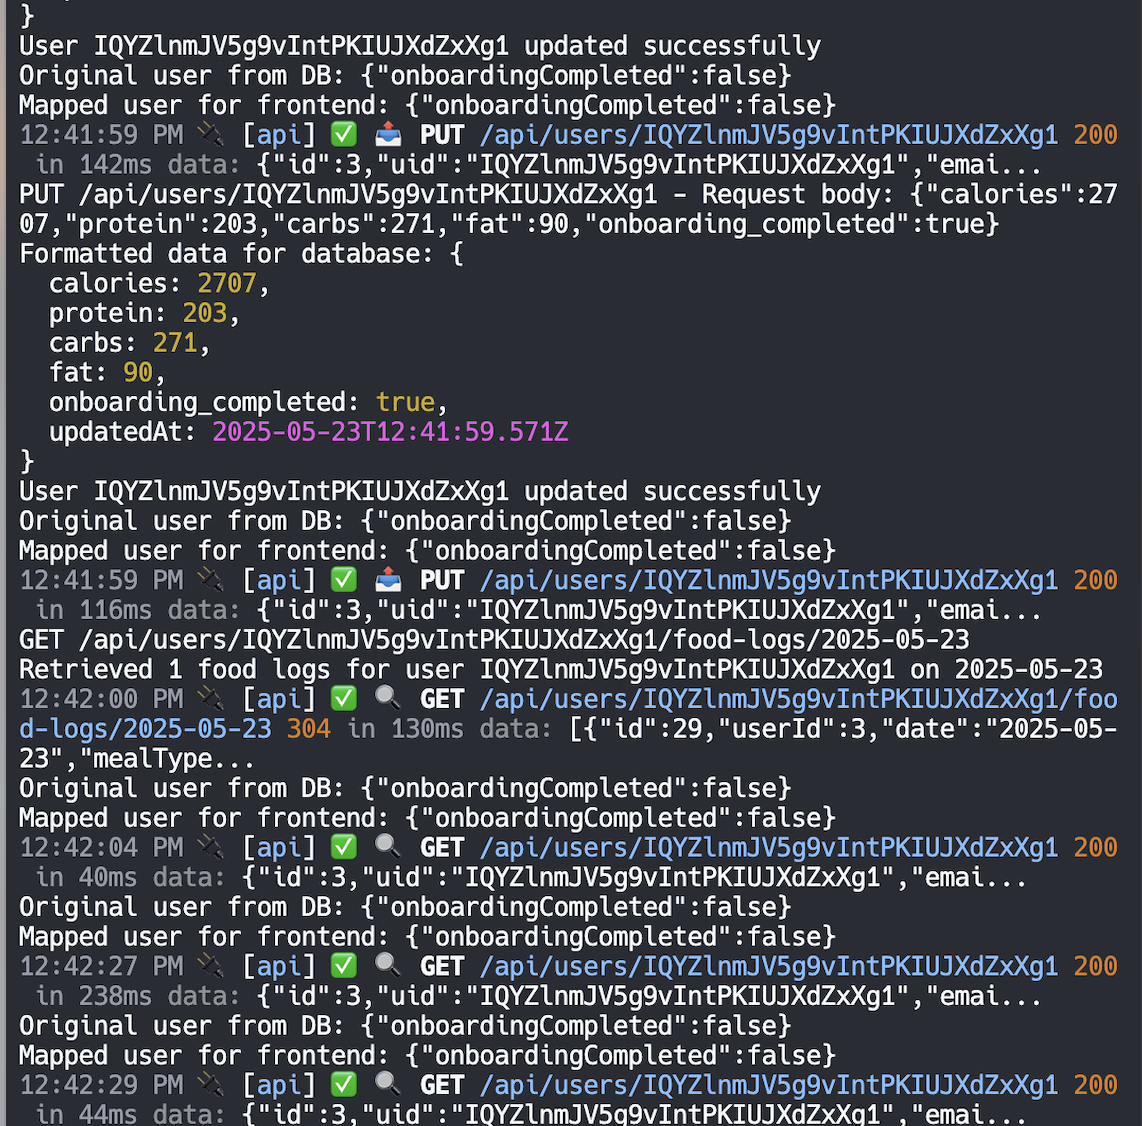 }
User IQYZlnmJV5g9vIntPKIUJXdZxXg1 updated successfully
Original user from DB: {"onboardingCompleted":false}
Mapped user for frontend: {"onboardingCompleted":false}
12:41:59 PM 🔌 [api] ✅ 📤 PUT /api/users/IQYZlnmJV5g9vIntPKIUJXdZxXg1 200
in 142ms data: {"id":3,"uid":"IQYZlnmJV5g9vIntPKIUJXdZxXg1","emai...
PUT /api/users/IQYZlnmJV5g9vIntPKIUJXdZxXg1 - Request body: {"calories":27
07,"protein":203,"carbs":271,"fat":90,"onboarding_completed":true}
Formatted data for database: {
calories: 2707,
protein: 203,
carbs: 271,
fat: 90,
onboarding_completed: true,
updatedAt: 2025-05-23T12:41:59.571Z
}
User IQYZlnmJV5g9vIntPKIUJXdZxXg1 updated successfully
Original user from DB: {"onboardingCompleted":false}
Mapped user for frontend: {"onboardingCompleted":false}
12:41:59 PM 🔌 [api] ✅ 📤 PUT /api/users/IQYZlnmJV5g9vIntPKIUJXdZxXg1 200
in 116ms data: {"id":3,"uid":"IQYZlnmJV5g9vIntPKIUJXdZxXg1","emai...
GET /api/users/IQYZlnmJV5g9vIntPKIUJXdZxXg1/food-logs/2025-05-23
Retrieved 1 food logs for user IQYZlnmJV5g9vIntPKIUJXdZxXg1 on 2025-05-23
12:42:00 PM 🔌 [api] ✅ 🔍 GET /api/users/IQYZlnmJV5g9vIntPKIUJXdZxXg1/foo
d-logs/2025-05-23 304 in 130ms data: [{"id":29,"userId":3,"date":"2025-05-
23","mealType...
Original user from DB: {"onboardingCompleted":false}
Mapped user for frontend: {"onboardingCompleted":false}
12:42:04 PM 🔌 [api] ✅ 🔍 GET /api/users/IQYZlnmJV5g9vIntPKIUJXdZxXg1 200
in 40ms data: {"id":3,"uid":"IQYZlnmJV5g9vIntPKIUJXdZxXg1","emai...
Original user from DB: {"onboardingCompleted":false}
Mapped user for frontend: {"onboardingCompleted":false}
12:42:27 PM 🔌 [api] ✅ 🔍 GET /api/users/IQYZlnmJV5g9vIntPKIUJXdZxXg1 200
in 238ms data: {"id":3,"uid":"IQYZlnmJV5g9vIntPKIUJXdZxXg1","emai...
Original user from DB: {"onboardingCompleted":false}
Mapped user for frontend: {"onboardingCompleted":false}
12:42:29 PM 🔌 [api] ✅ 🔍 GET /api/users/IQYZlnmJV5g9vIntPKIUJXdZxXg1 200
in 44ms data: {"id":3,"uid":"IQYZlnmJV5g9vIntPKIUJXdZxXg1","emai...